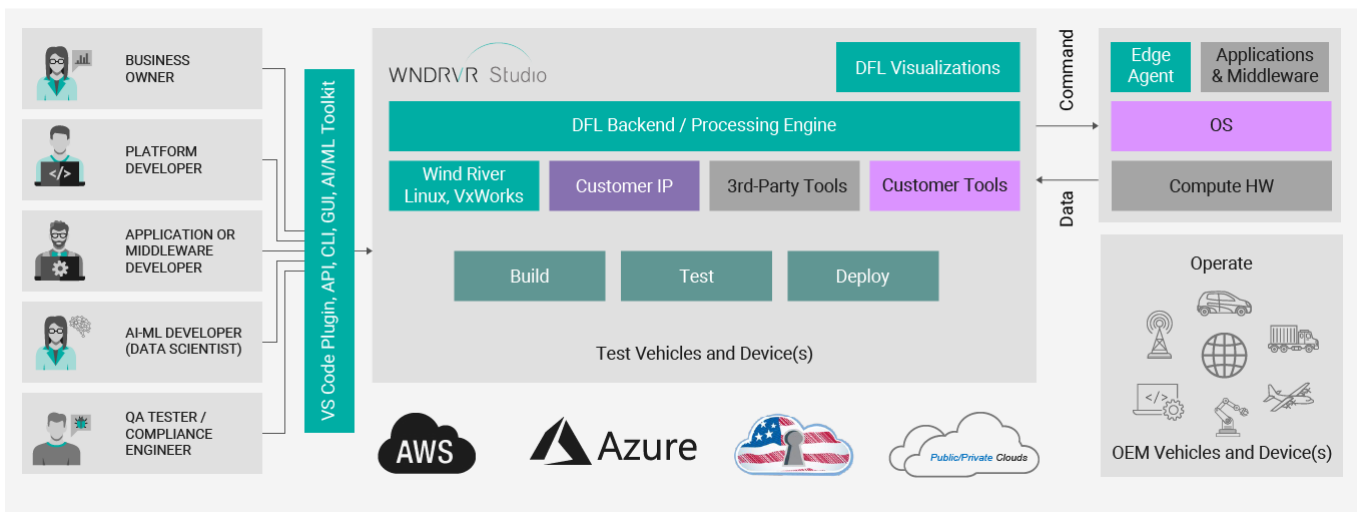 BUSINESS
OWNER
PLATFORM
DEVELOPER
</>
APPLICATION OR
MIDDLEWARE
DEVELOPER
AI-ML DEVELOPER
(DATA SCIENTIST)
QA TESTER /
COMPLIANCE
ENGINEER
VS Code Plugin, API, CLI, GUI, AI/ML Toolkit
WNDRVR Studio
DFL Visualizations
DFL Backend / Processing Engine
Wind River
Linux, VxWorks
Customer IP
3rd-Party Tools
Customer Tools
Build
Test
Deploy
Test Vehicles and Device(s)
AWS
Azure
Public/Private Clouds
Command
Data
Edge
Agent
Applications
& Middleware
OS
Compute HW
Operate
</>
OEM Vehicles and Device(s)